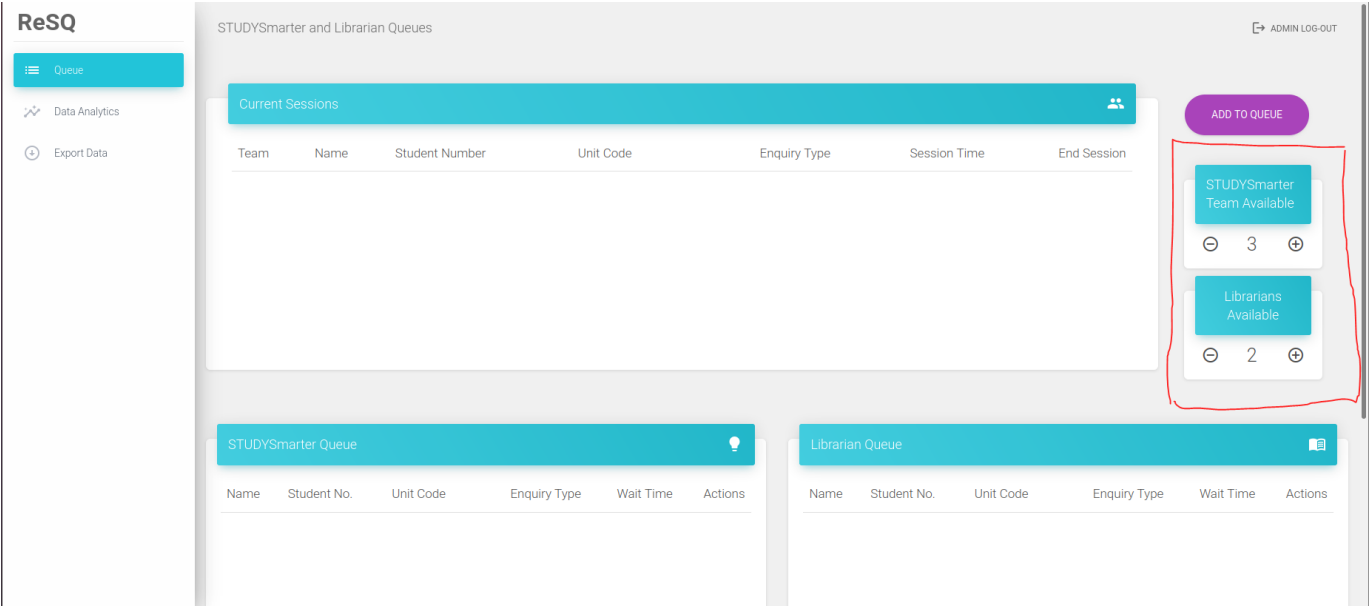 ReSQ
STUDYSmarter and Librarian Queues
ADMIN LOG-OUT
Queue
Data Analytics
Export Data
Current Sessions
Team Name Student Number Unit Code Enquiry Type Session Time End Session
ADD TO QUEUE
STUDYSmarter
Team Available
3
Librarians
Available
2
STUDYSmarter Queue
Name Student No. Unit Code Enquiry Type Wait Time Actions
Librarian Queue
Name Student No. Unit Code Enquiry Type Wait Time Actions